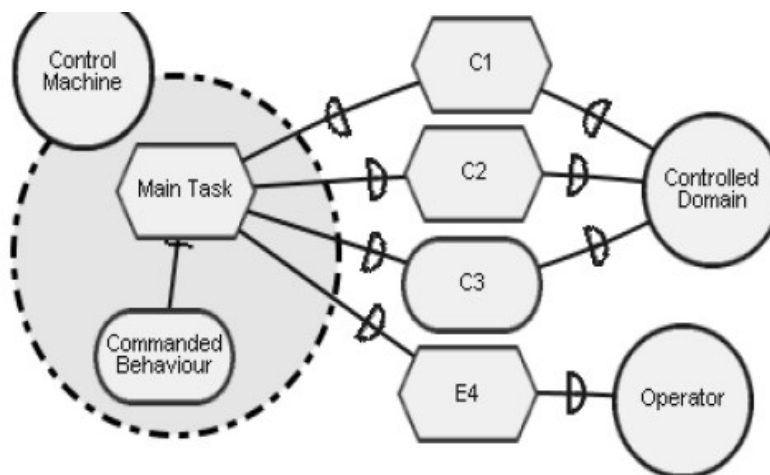 Control
Machine
C1
Main Task
C2
Controlled
Domain
C3
Commanded
Behaviour
E4
Operator